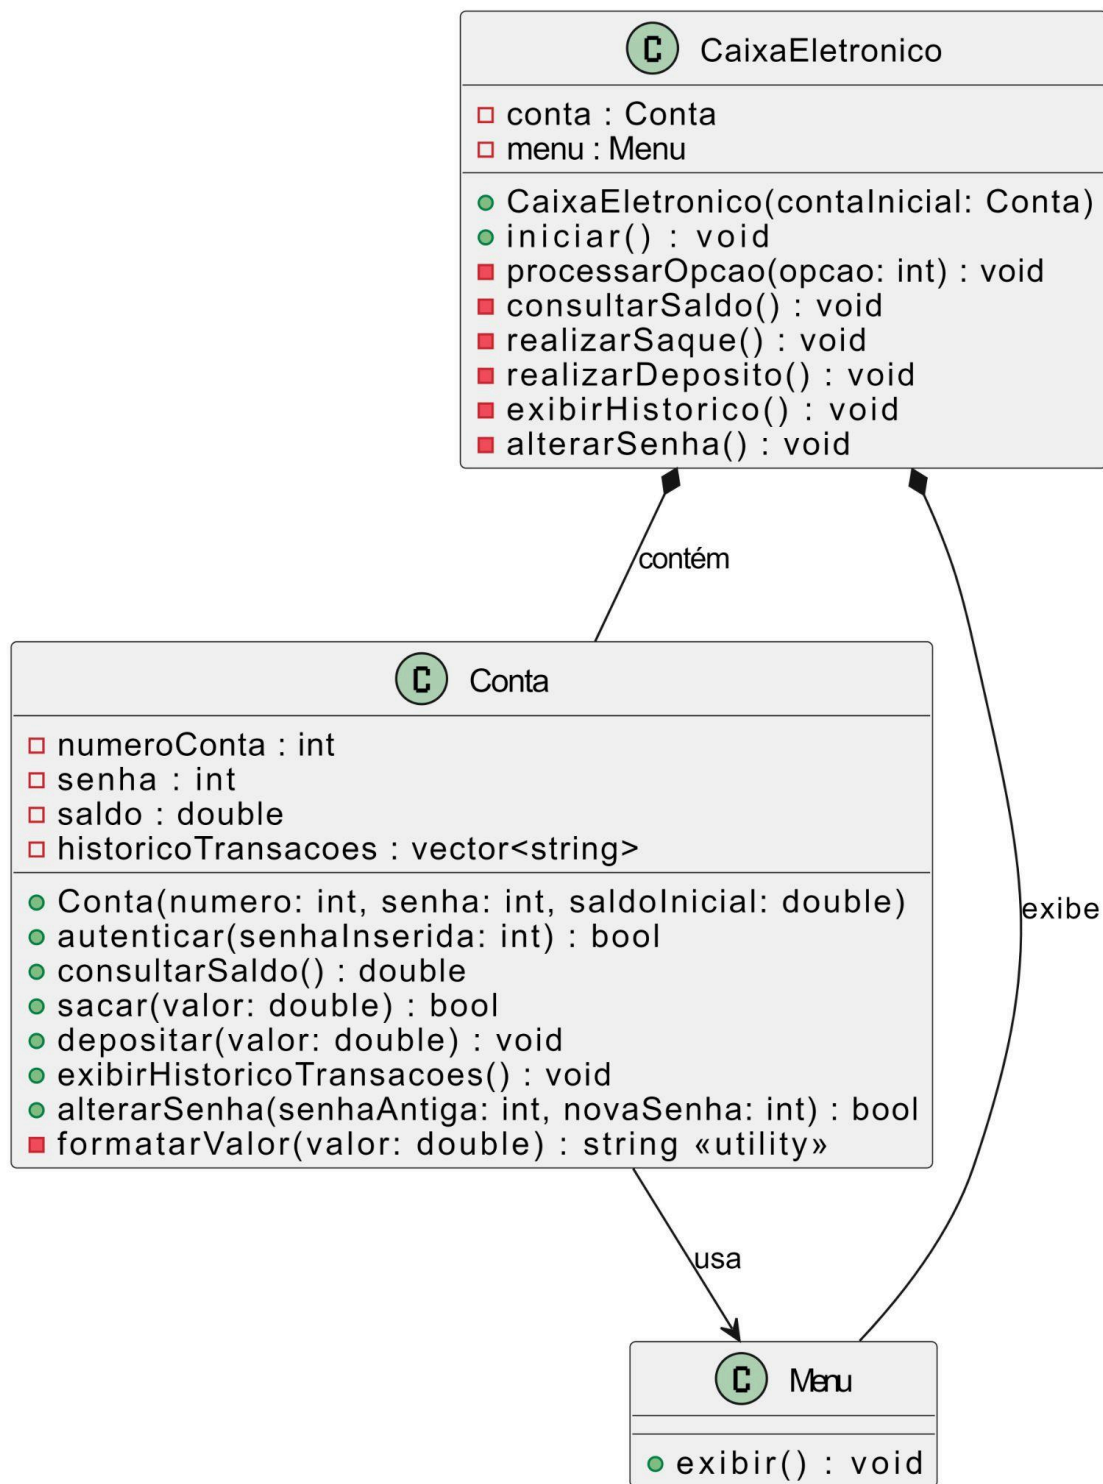 C CaixaEletronico
conta : Conta
menu : Menu
CaixaEletronico(contaInicial: Conta)
iniciar() : void
processarOpcao(opcao: int) : void
consultarSaldo() : void
realizarSaque() : void
realizarDeposito() : void
exibirHistorico() : void
alterarSenha() : void
contém
C Conta
numeroConta : int
senha : int
saldo : double
historicoTransacoes : vector<string>
Conta(numero: int, senha: int, saldoInicial: double)
autenticar(senhaInserida: int) : bool
consultarSaldo() : double
sacar(valor: double) : bool
depositar(valor: double) : void
exibirHistoricoTransacoes() : void
alterarSenha(senhaAntiga: int, novaSenha: int) : bool
formatarValor(valor: double) : string «utility»
exibe
usa
C Menu
exibir() : void